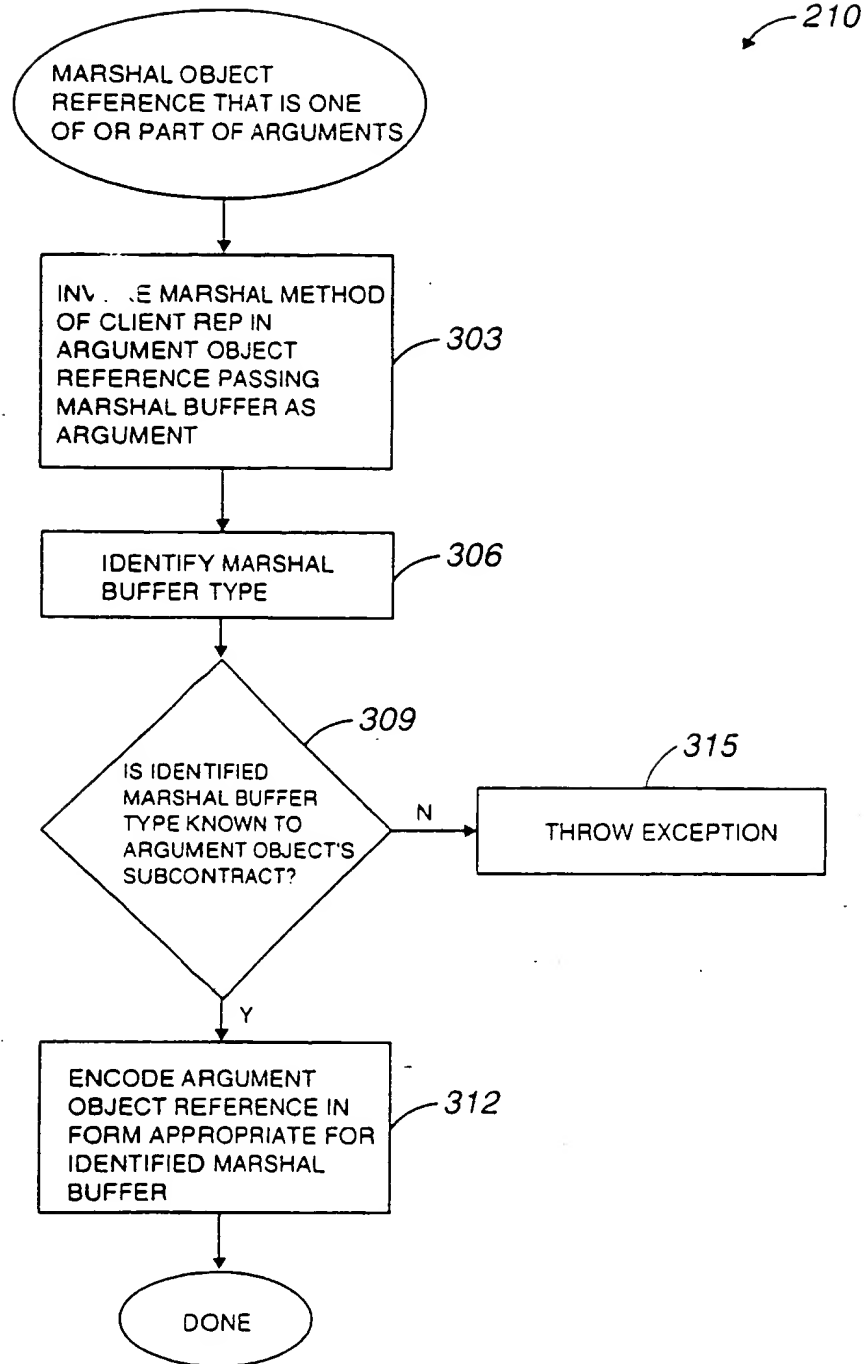 210
MARSHAL OBJECT
REFERENCE THAT IS ONE
OF OR PART OF ARGUMENTS
MARSHAL METHOD
OF CLIENT REP IN
ARGUMENT OBJECT
REFERENCE PASSING
MARSHAL BUFFER AS
ARGUMENT
303
IDENTIFY MARSHAL
BUFFER TYPE
306
309
IS IDENTIFIED
MARSHAL BUFFER
TYPE KNOWN TO
ARGUMENT OBJECT'S
SUBCONTRACT?
N
315
THROW EXCEPTION
Y
ENCODE ARGUMENT
OBJECT REFERENCE IN
FORM APPROPRIATE FOR
IDENTIFIED MARSHAL
BUFFER
312
DONE